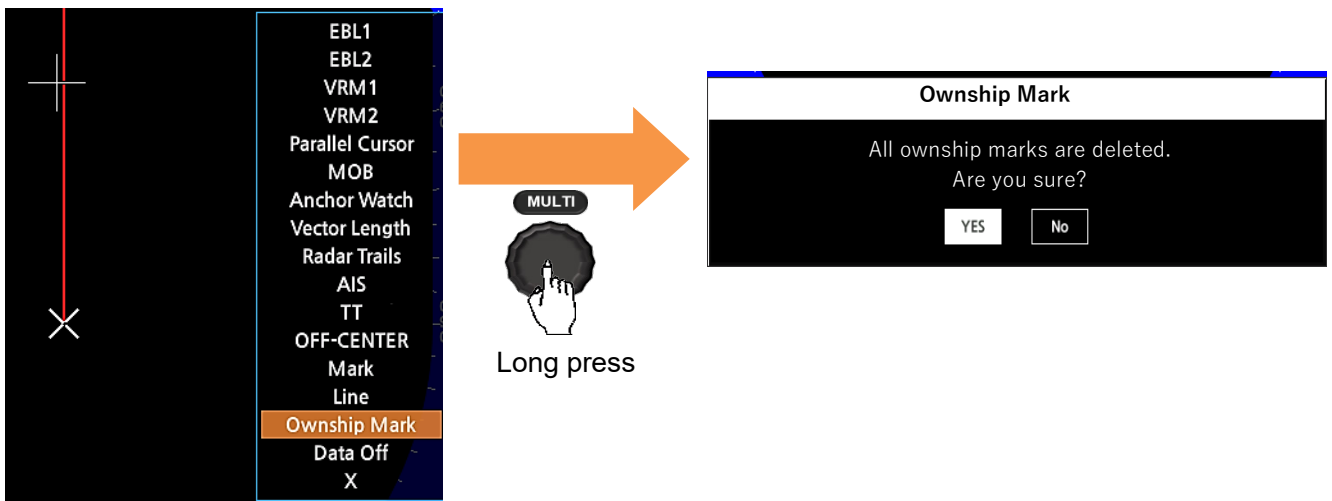 EBL1
EBL2
VRM1
VRM2
Parallel Cursor
MOB
Anchor Watch
Vector Length
Radar Trails
AIS
TT
OFF-CENTER
Mark
Line
Ownship Mark
Data Off
X
MULTI
Long press
Ownship Mark
All ownship marks are deleted.
Are you sure?
YES No